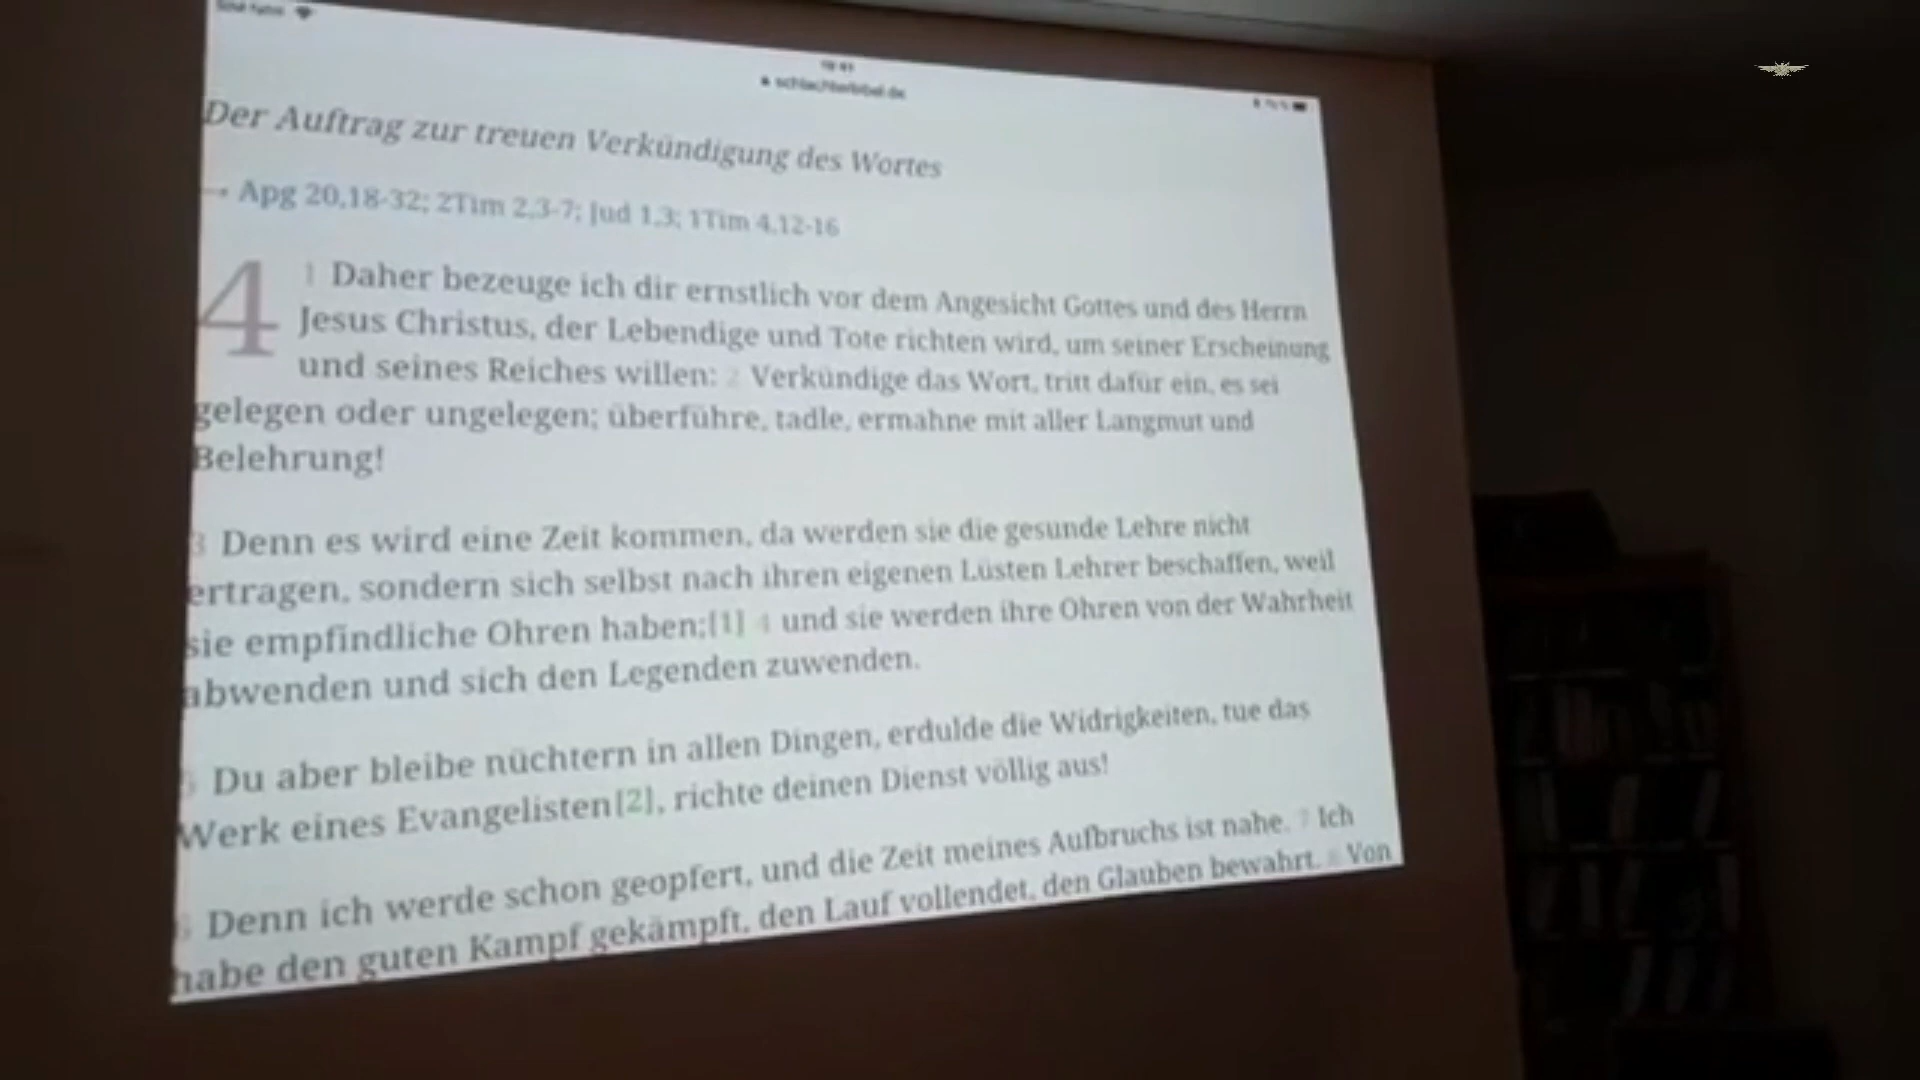 schlachterbibel.de
Der Auftrag zur treuen Verkündigung des Wortes
→ Apg 20,18-32; 2Tim 2,3-7; Jud 1,3; 1Tim 4,12-16
4 1 Daher bezeuge ich dir ernstlich vor dem Angesicht Gottes und des Herrn
Jesus Christus, der Lebendige und Tote richten wird, um seiner Erscheinung
und seines Reiches willen: 2 Verkündige das Wort, tritt dafür ein, es sei
gelegen oder ungelegen; überführe, tadle, ermahne mit aller Langmut und
Belehrung!
3 Denn es wird eine Zeit kommen, da werden sie die gesunde Lehre nicht
ertragen, sondern sich selbst nach ihren eigenen Lüsten Lehrer beschaffen, weil
sie empfindliche Ohren haben;[1] 4 und sie werden ihre Ohren von der Wahrheit
abwenden und sich den Legenden zuwenden.
5 Du aber bleibe nüchtern in allen Dingen, erdulde die Widrigkeiten, tue das
Werk eines Evangelisten[2], richte deinen Dienst völlig aus!
6 Denn ich werde schon geopfert, und die Zeit meines Aufbruchs ist nahe. 7 Ich
habe den guten Kampf gekämpft, den Lauf vollendet, den Glauben bewahrt. 8 Von